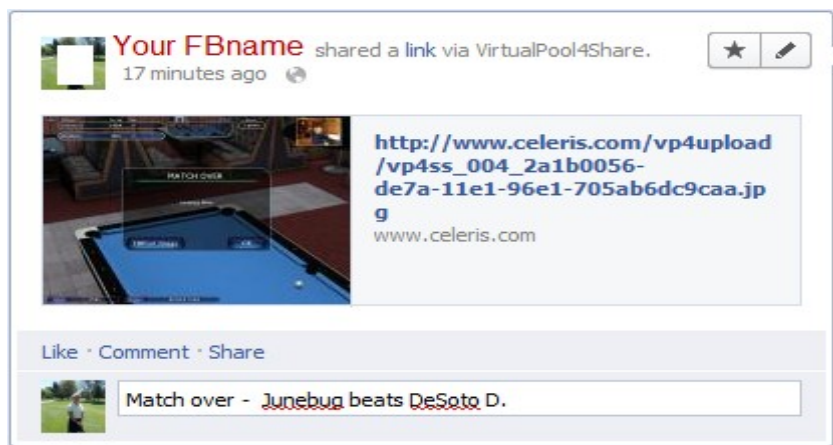 Your FBname shared a link via VirtualPool4Share.
17 minutes ago
MATCH OVER
http://www.celeris.com/vp4upload
/vp4ss_004_2a1b0056-
de7a-11e1-96e1-705ab6dc9caa.jp
g
www.celeris.com
Like · Comment · Share
Match over - Junebug beats DeSoto D.